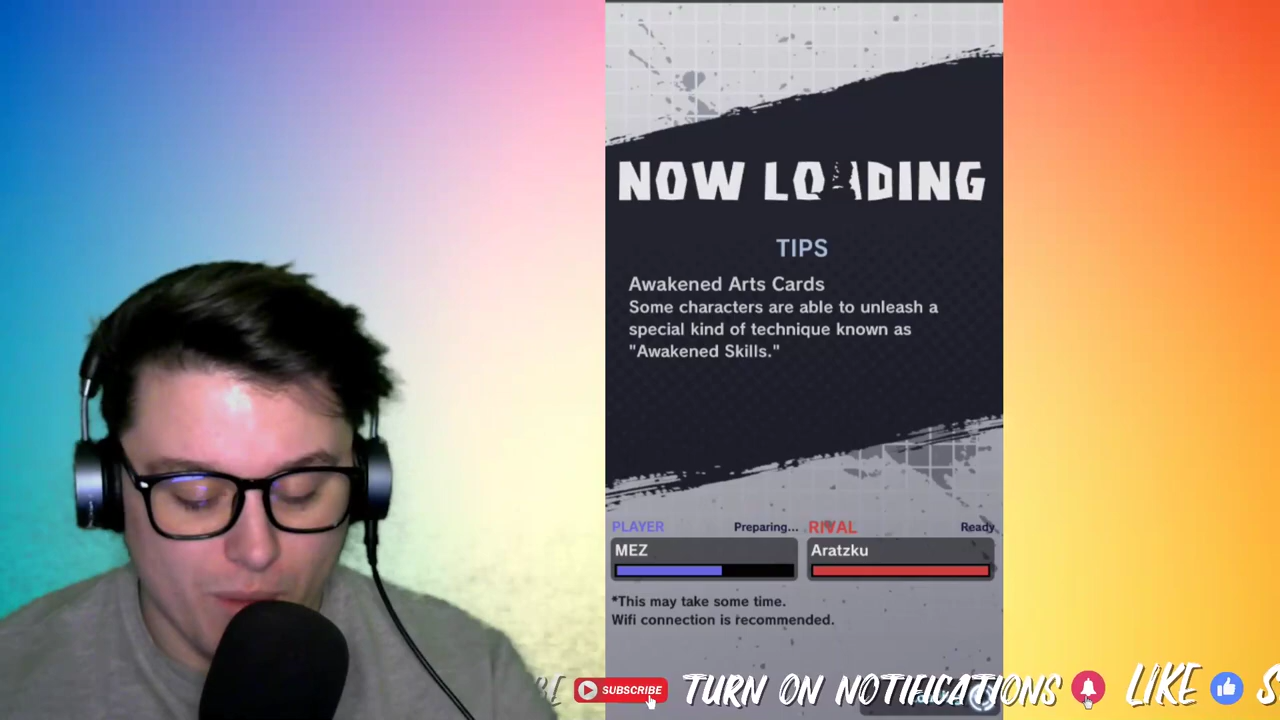 NOW LOADING
TIPS
Awakened Arts Cards
Some characters are able to unleash a
special kind of technique known as
"Awakened Skills."
PLAYER Preparing... RIVAL Ready
MEZ Aratzku
*This may take some time.
Wifi connection is recommended.
SUBSCRIBE TURN ON NOTIFICATIONS LIKE